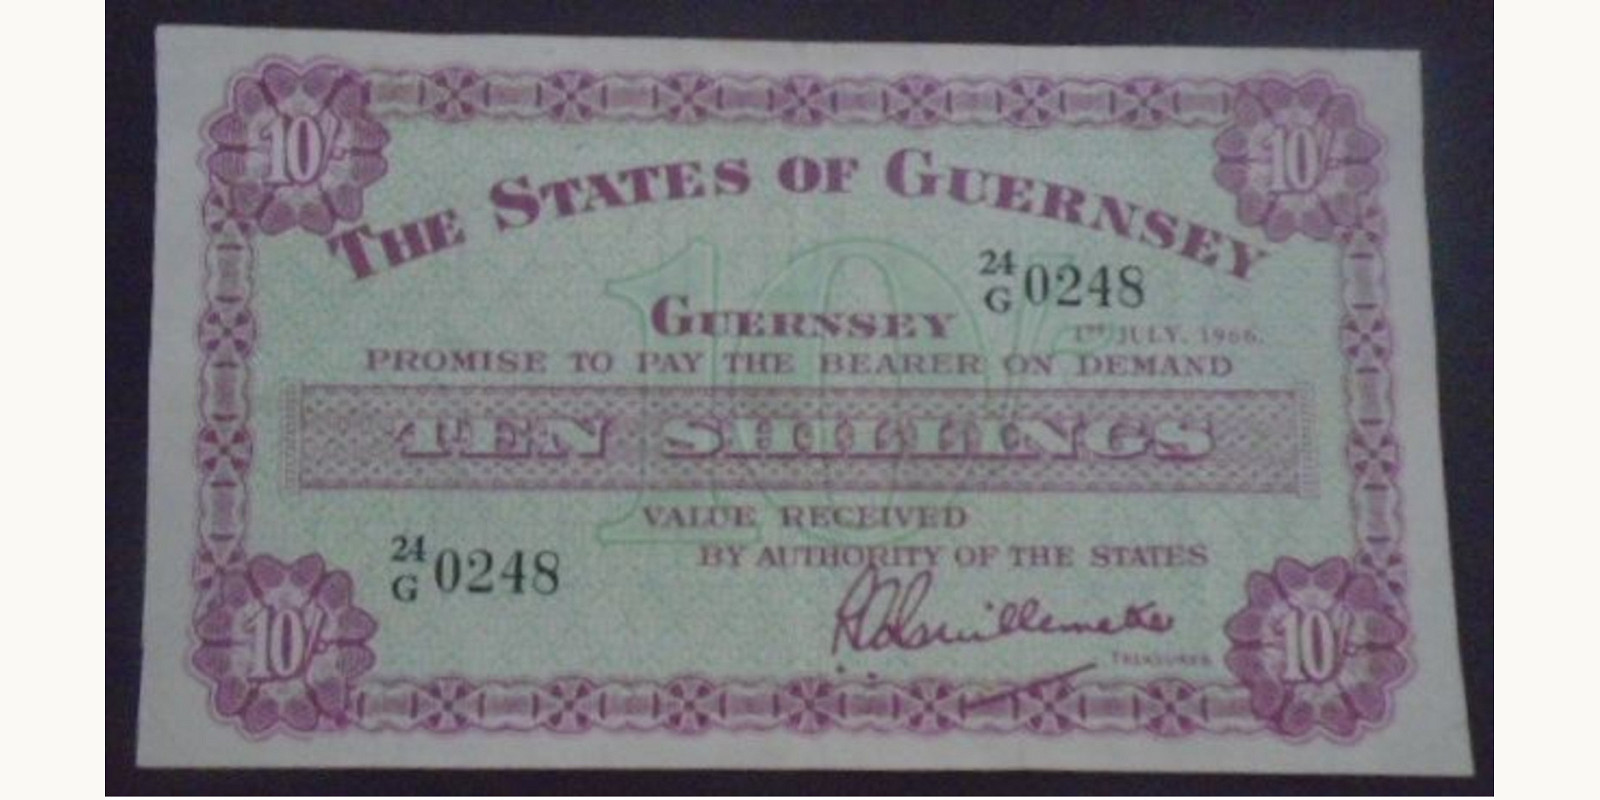 10/- 10/-
THE STATES OF GUERNSEY
24/G 0248
GUERNSEY
1ST JULY, 1966.
PROMISE TO PAY THE BEARER ON DEMAND
10/-
TEN SHILLINGS
VALUE RECEIVED
BY AUTHORITY OF THE STATES
24/G 0248
TREASURER
10/- 10/-